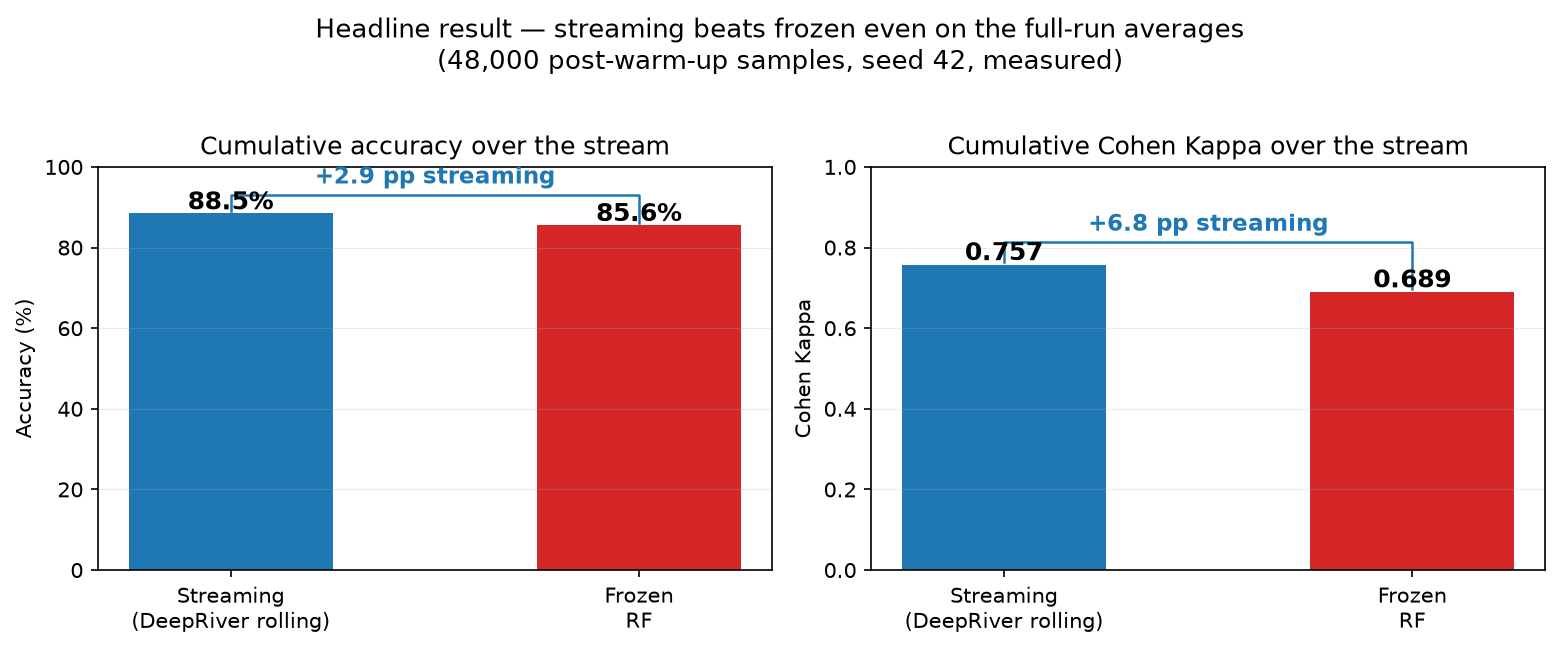 Headline result — streaming beats frozen even on the full-run averages
(48,000 post-warm-up samples, seed 42, measured)
Cumulative accuracy over the stream
100
80
60
40
20
0
Accuracy (%)
+2.9 pp streaming
88.5%
85.6%
Streaming
(DeepRiver rolling)
Frozen
RF
Cumulative Cohen Kappa over the stream
1.0
0.8
0.6
0.4
0.2
0.0
Cohen Kappa
+6.8 pp streaming
0.757
0.689
Streaming
(DeepRiver rolling)
Frozen
RF